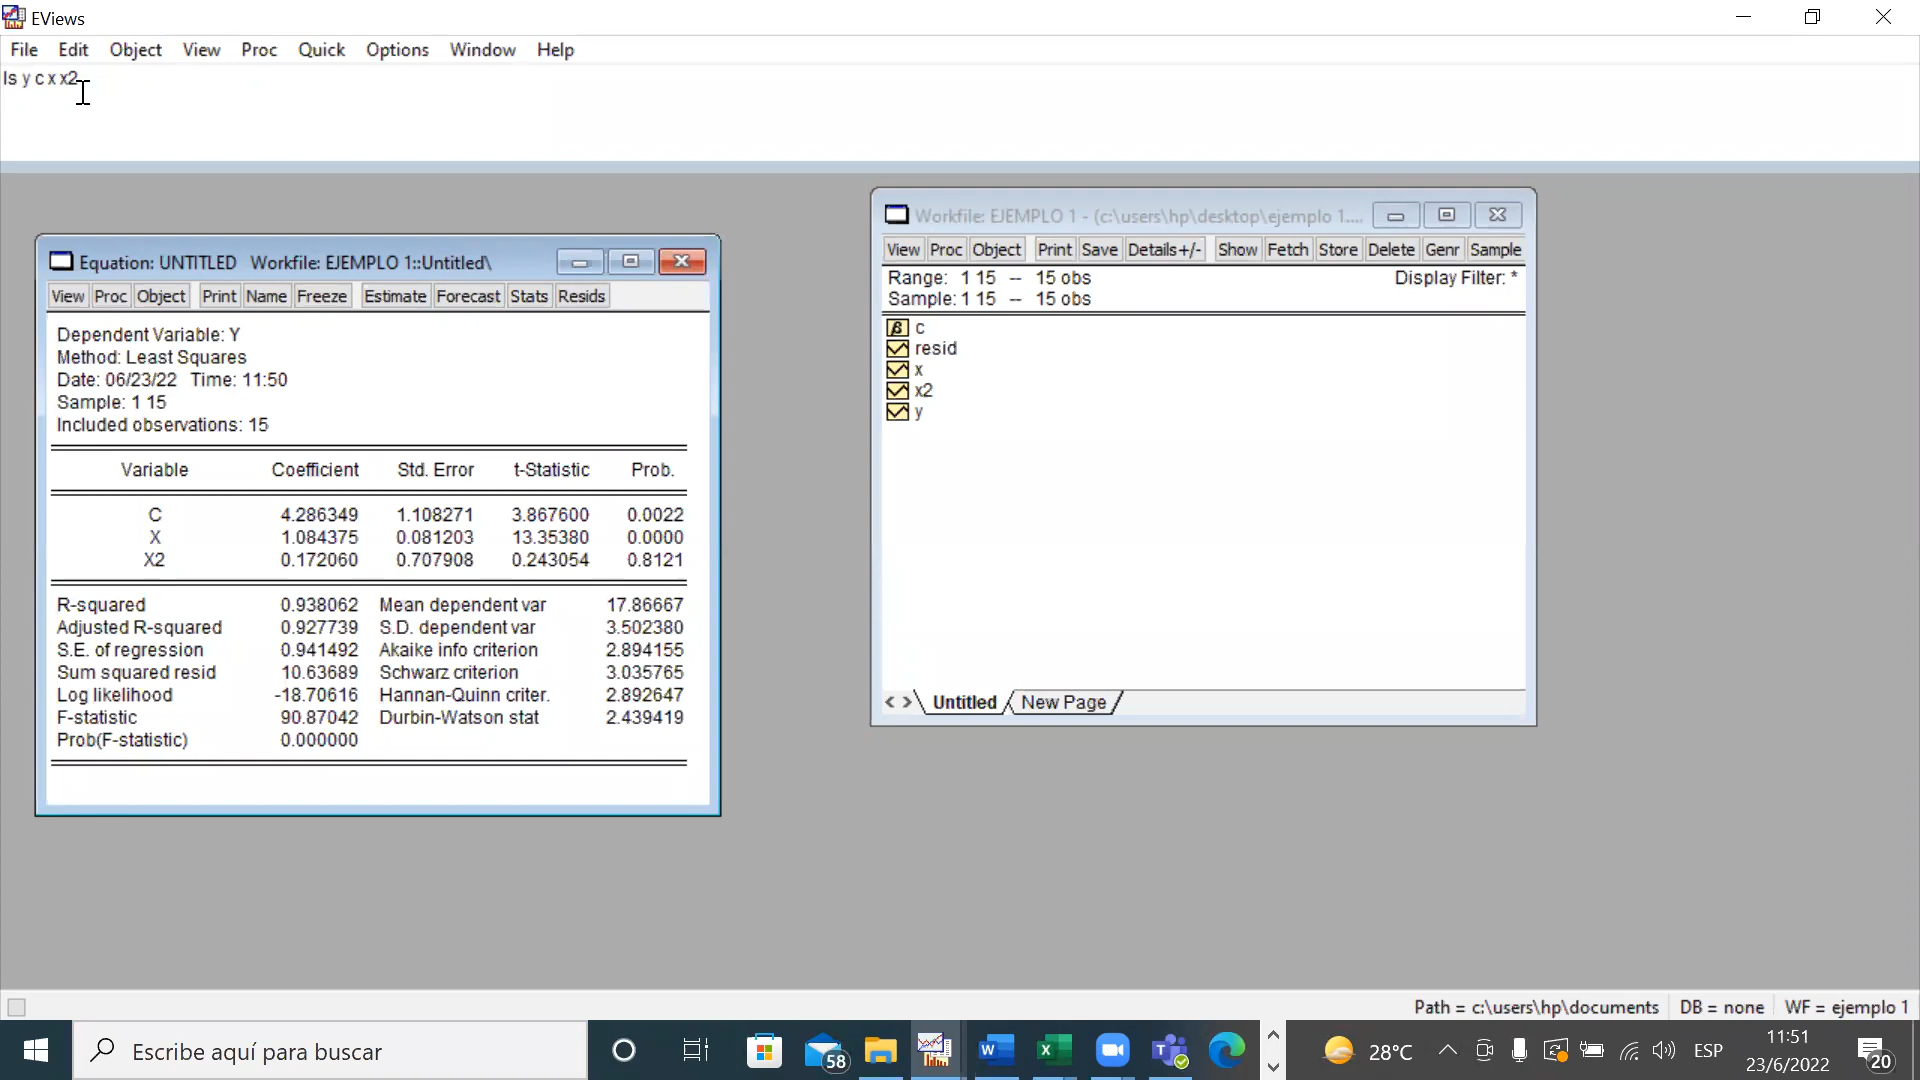 EViews
File Edit Object View Proc Quick Options Window Help
ls y c x x2
Equation: UNTITLED Workfile: EJEMPLO 1::Untitled\
View Proc Object Print Name Freeze Estimate Forecast Stats Resids
Dependent Variable: Y
Method: Least Squares
Date: 06/23/22 Time: 11:50
Sample: 1 15
Included observations: 15
Variable Coefficient Std. Error t-Statistic Prob.
C 4.286349 1.108271 3.867600 0.0022
X 1.084375 0.081203 13.35380 0.0000
X2 0.172060 0.707908 0.243054 0.8121
R-squared 0.938062 Mean dependent var 17.86667
Adjusted R-squared 0.927739 S.D. dependent var 3.502380
S.E. of regression 0.941492 Akaike info criterion 2.894155
Sum squared resid 10.63689 Schwarz criterion 3.035765
Log likelihood -18.70616 Hannan-Quinn criter. 2.892647
F-statistic 90.87042 Durbin-Watson stat 2.439419
Prob(F-statistic) 0.000000
Workfile: EJEMPLO 1 - (c:\users\hp\desktop\ejemplo 1....
View Proc Object Print Save Details+/- Show Fetch Store Delete Genr Sample
Range: 1 15 -- 15 obs Display Filter: *
Sample: 1 15 -- 15 obs
β c
resid
x
x2
y
< > Untitled New Page
Path = c:\users\hp\documents DB = none WF = ejemplo 1
Escribe aquí para buscar 58 28°C ESP 11:51
23/6/2022 20